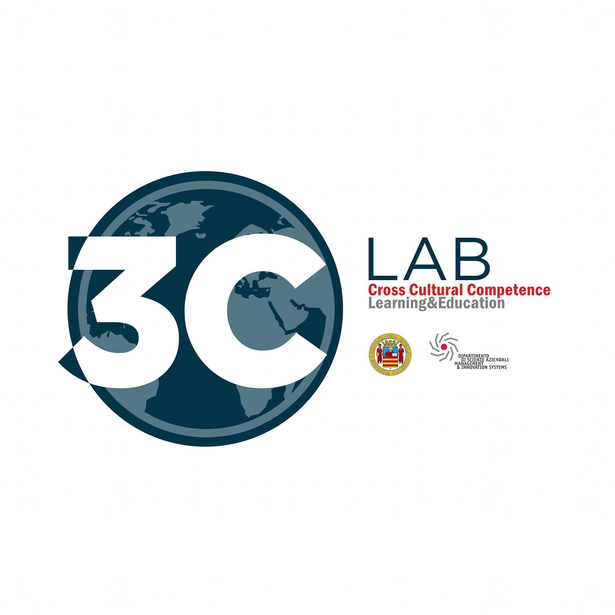 3C
LAB
Cross Cultural Competence
Learning&Education
DIPARTIMENTO
DI SCIENZE AZIENDALI
MANAGEMENT
& INNOVATION SYSTEMS